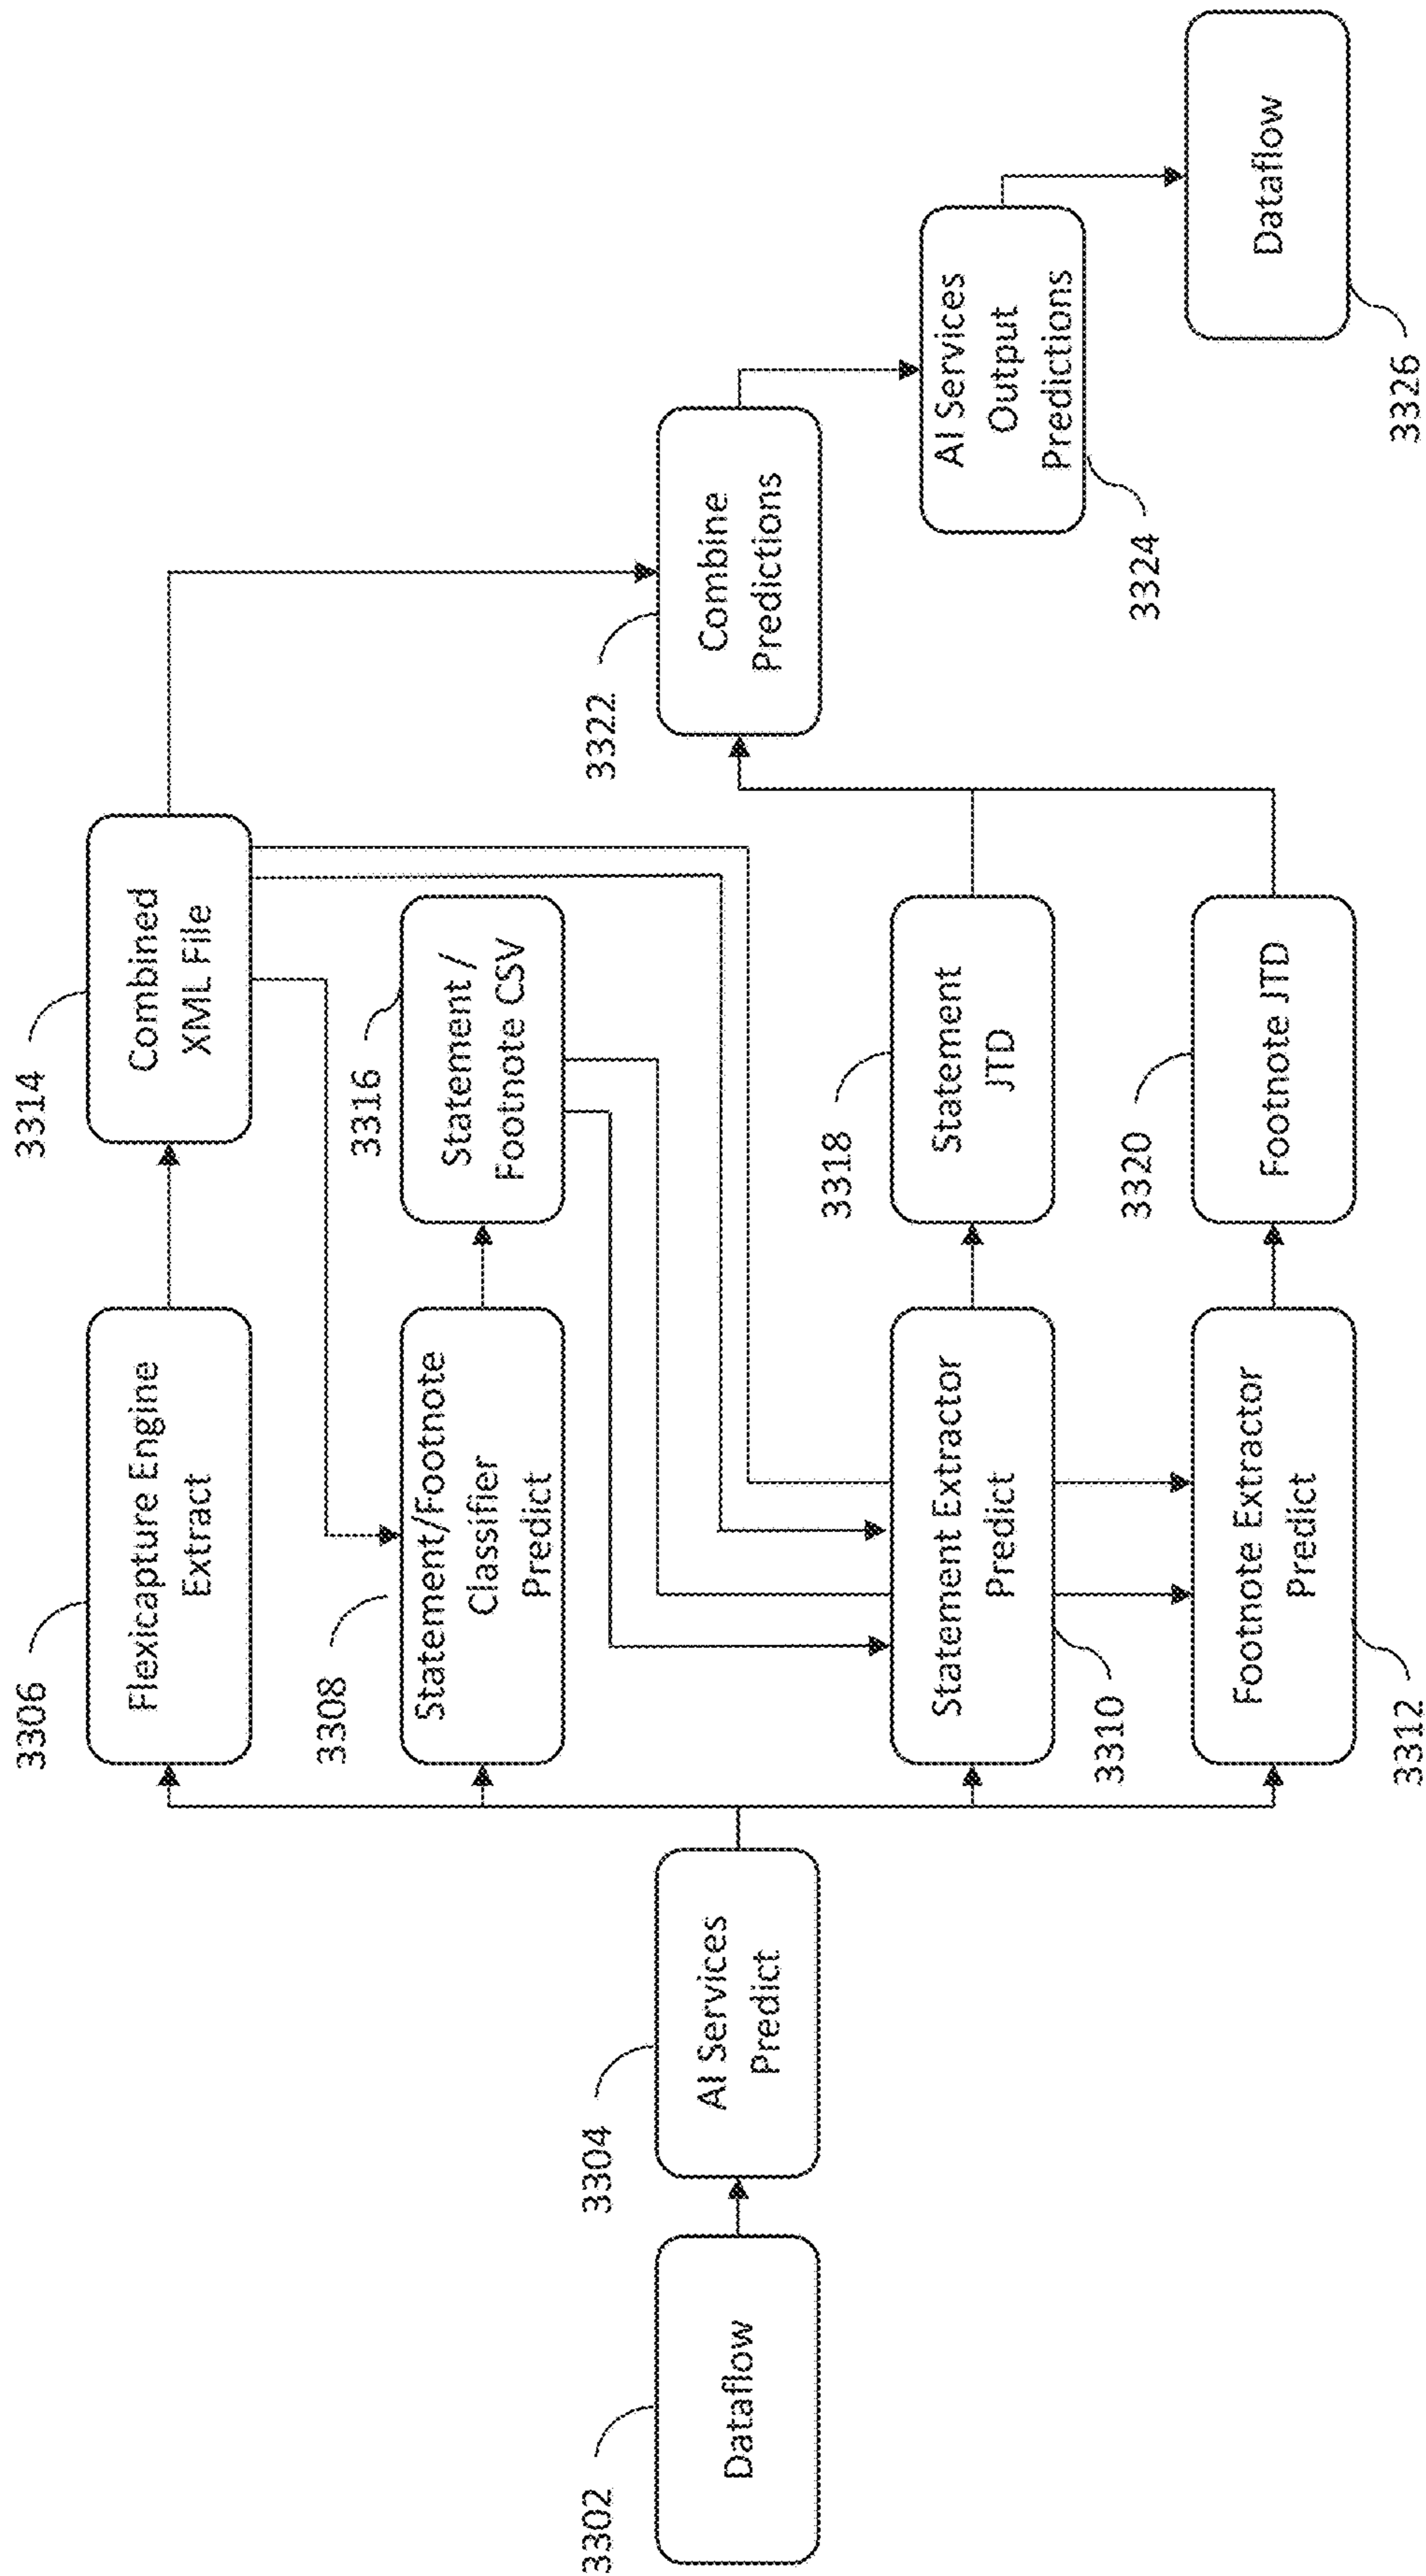 3302
Dataflow
3304
AI Services
Predict
3306
Flexicapture Engine
Extract
3308
Statement/Footnote
Classifier
Predict
3310
Statement Extractor
Predict
3312
Footnote Extractor
Predict
3314
Combined
XML File
3316
Statement /
Footnote CSV
3318
Statement
JTD
3320
Footnote JTD
3322
Combine
Predictions
3324
AI Services
Output
Predictions
3326
Dataflow